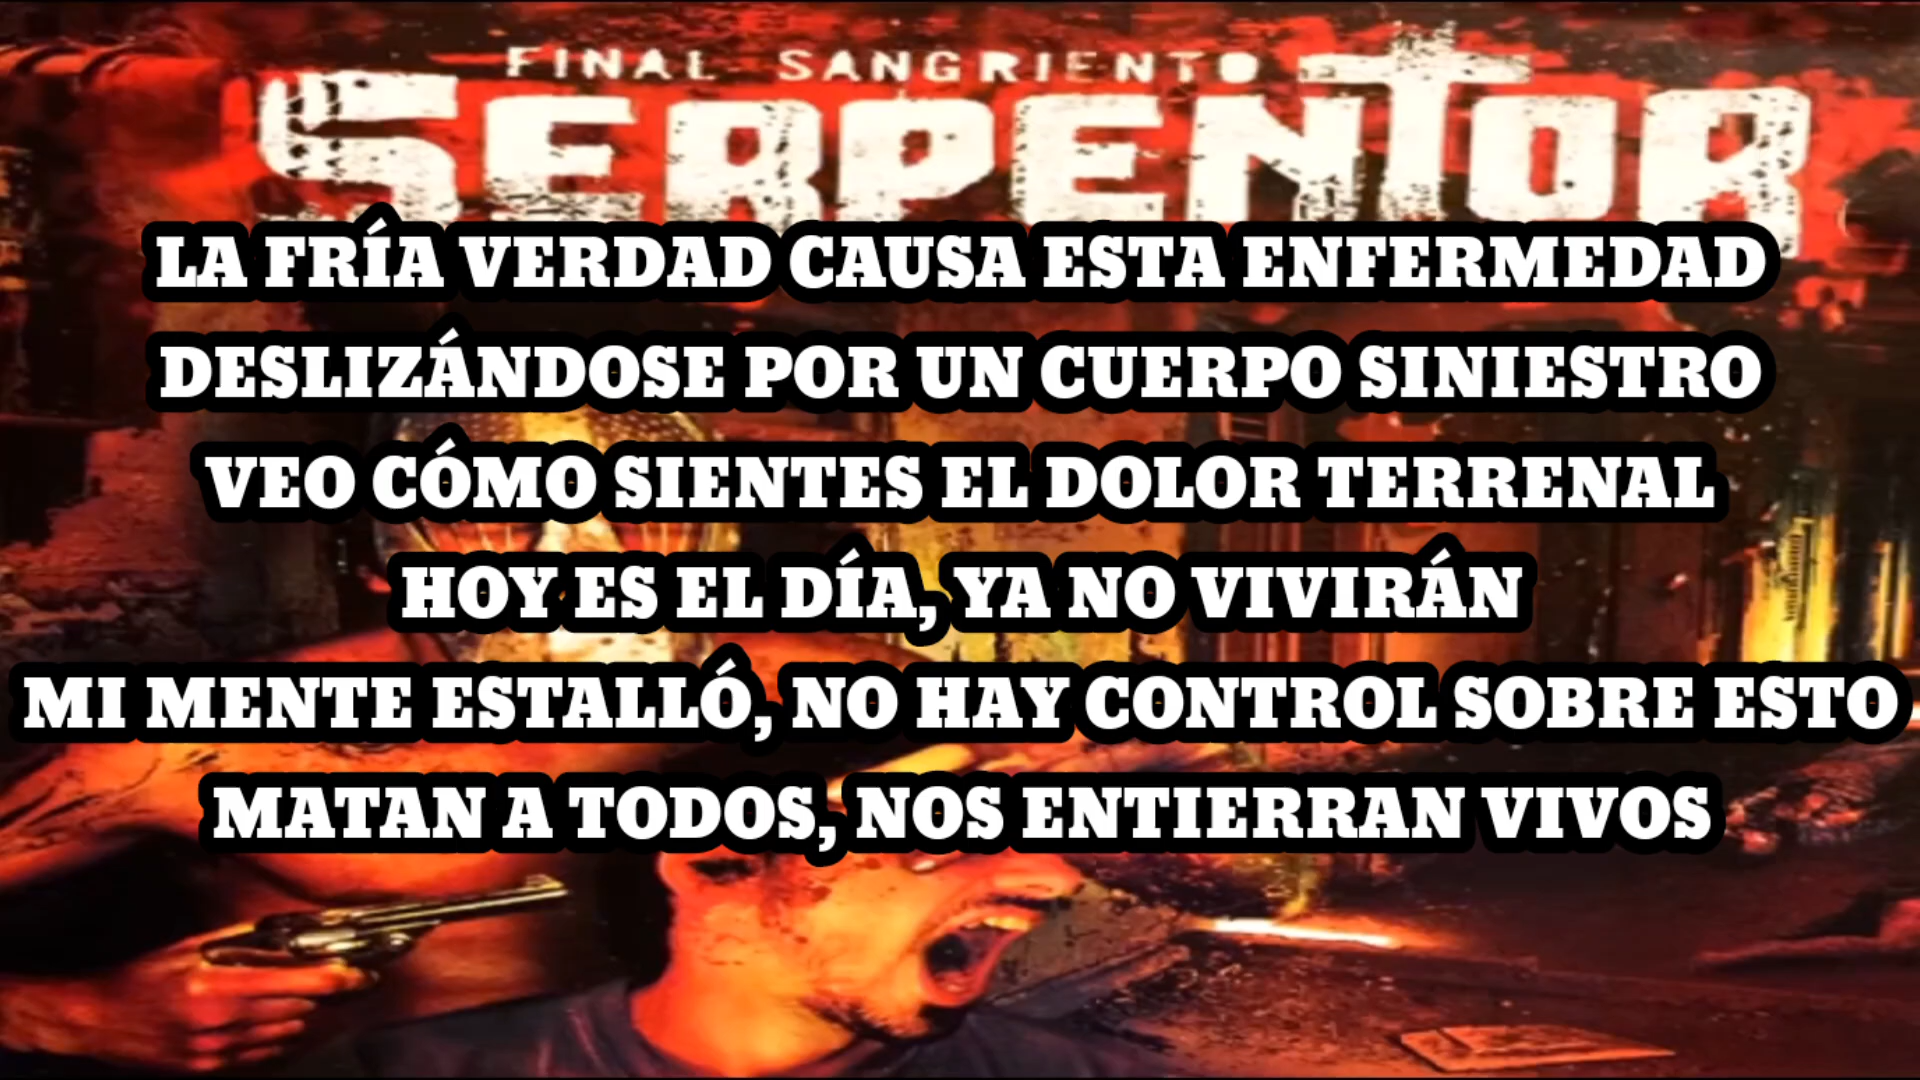 FINAL SANGRIENTO
SERPENTOR
LA FRÍA VERDAD CAUSA ESTA ENFERMEDAD
DESLIZÁNDOSE POR UN CUERPO SINIESTRO
VEO CÓMO SIENTES EL DOLOR TERRENAL
HOY ES EL DÍA, YA NO VIVIRÁN
MI MENTE ESTALLÓ, NO HAY CONTROL SOBRE ESTO
MATAN A TODOS, NOS ENTIERRAN VIVOS